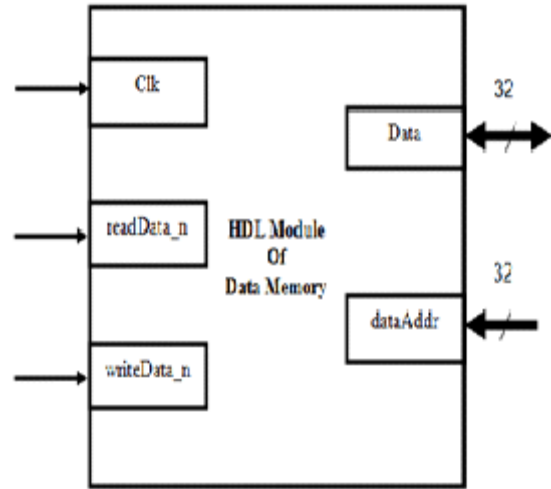 Clk
32
Data
readData_n
HDL Module
Of
Data Memory
32
dataAddr
writeData_n